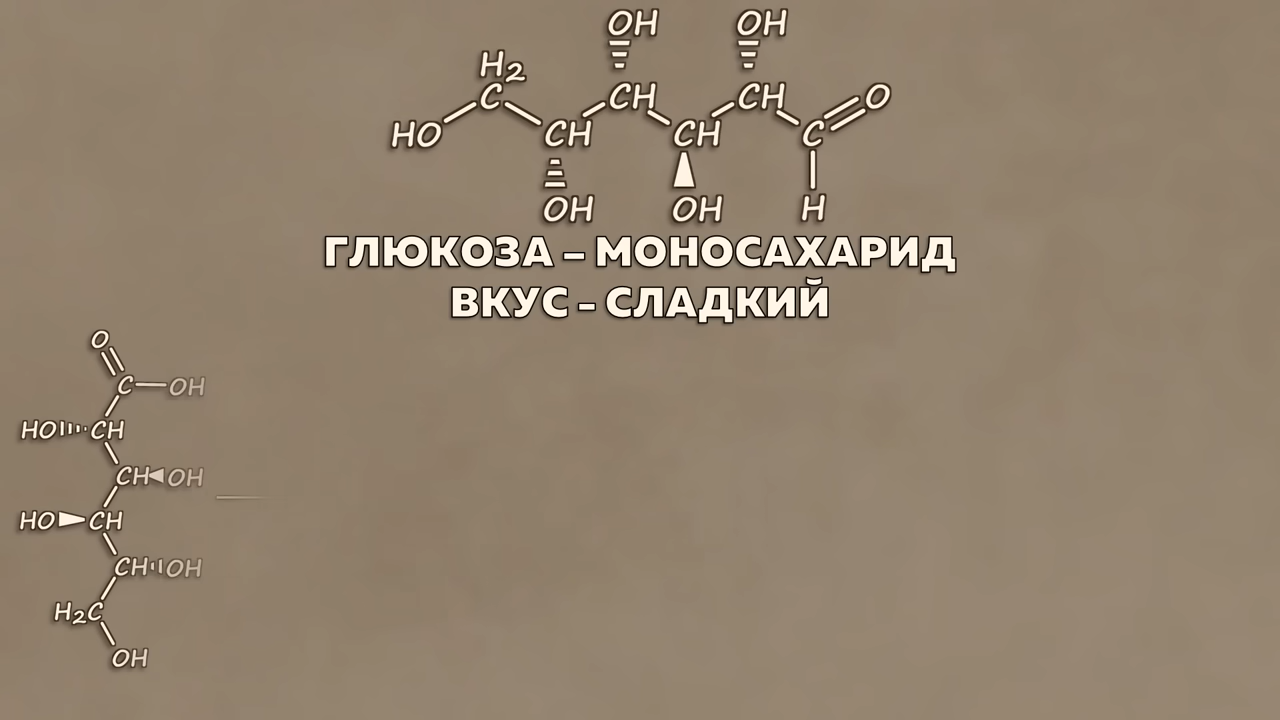 OH OH
H2
C CH CH O
HO CH CH C
OH OH H
ГЛЮКОЗА – МОНОСАХАРИД
ВКУС – СЛАДКИЙ
O
C OH
HO CH
CH OH
HO CH
CH OH
H2C
OH